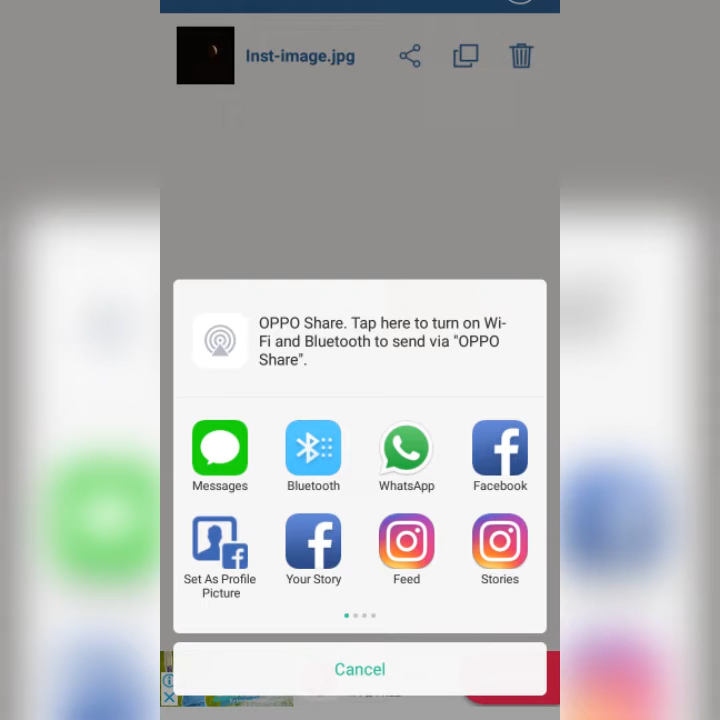 Inst-image.jpg
OPPO Share. Tap here to turn on Wi-
Fi and Bluetooth to send via "OPPO
Share".
Messages
Bluetooth
WhatsApp
Facebook
Set As Profile
Picture
Your Story
Feed
Stories
Cancel